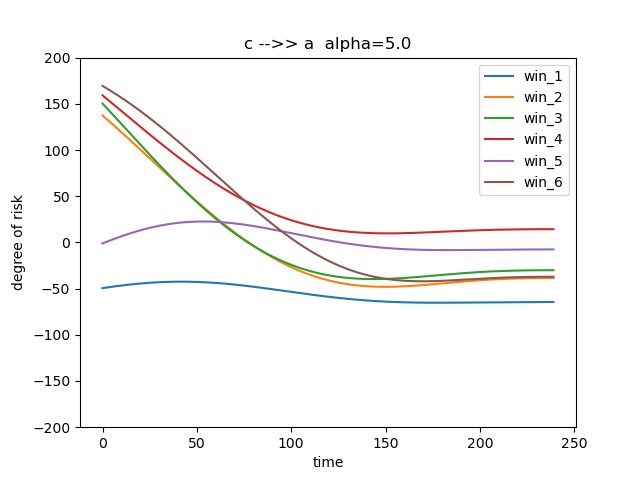 c -->> a  alpha=5.0
degree of risk
200
150
100
50
0
−50
−100
−150
−200
win_1
win_2
win_3
win_4
win_5
win_6
0
50
100
150
200
250
time